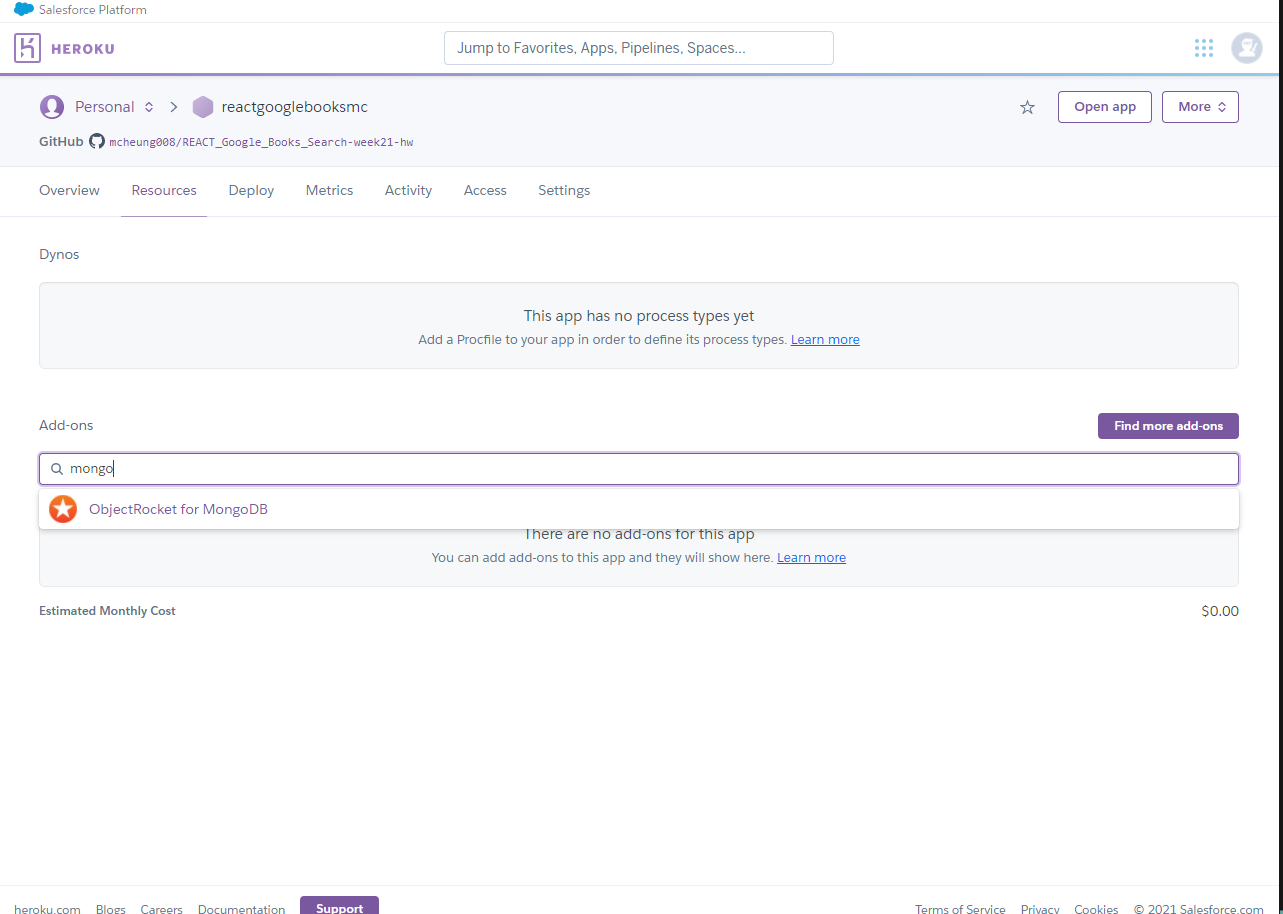 Salesforce Platform
HEROKU
Jump to Favorites, Apps, Pipelines, Spaces...
Personal
reactgooglebooksmc
Open app
More
GitHub mcheung008/REACT_Google_Books_Search-week21-hw
Overview Resources Deploy Metrics Activity Access Settings
Dynos
This app has no process types yet
Add a Procfile to your app in order to define its process types. Learn more
Add-ons
Find more add-ons
mongo
ObjectRocket for MongoDB
There are no add-ons for this app
You can add add-ons to this app and they will show here. Learn more
Estimated Monthly Cost $0.00
heroku.com Blogs Careers Documentation Support Terms of Service Privacy Cookies © 2021 Salesforce.com